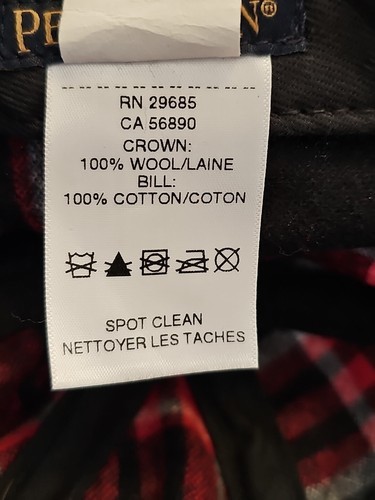 RN 29685
CA 56890
CROWN:
100% WOOL/LAINE
BILL:
100% COTTON/COTON
SPOT CLEAN
NETTOYER LES TACHES